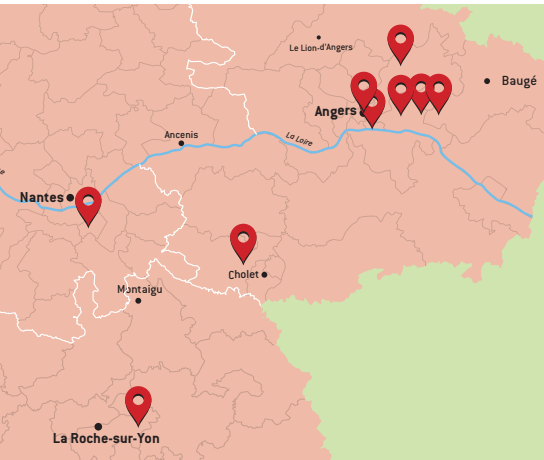 Le Lion-d'Angers
Baugé
Angers
Ancenis
La Loire
Nantes
Cholet
Montaigu
La Roche-sur-Yon